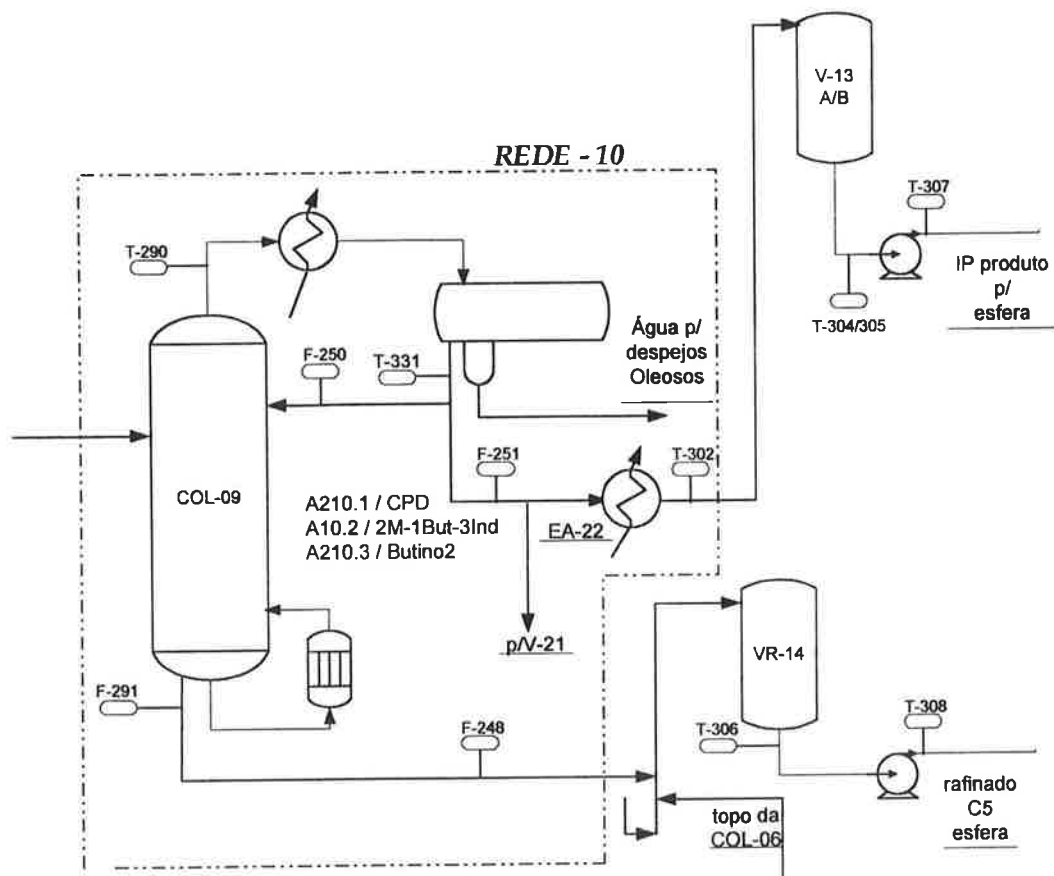 V-13
A/B
REDE - 10
T-290
T-307
IP produto
p/
esfera
T-304/305
Água p/
despejos
Oleosos
F-250
T-331
F-251
T-302
COL-09
A210.1 / CPD
A10.2 / 2M-1But-3Ind
A210.3 / Butino2
EA-22
p/V-21
VR-14
F-291
F-248
T-306
T-308
topo da
COL-06
rafinado
C5
esfera